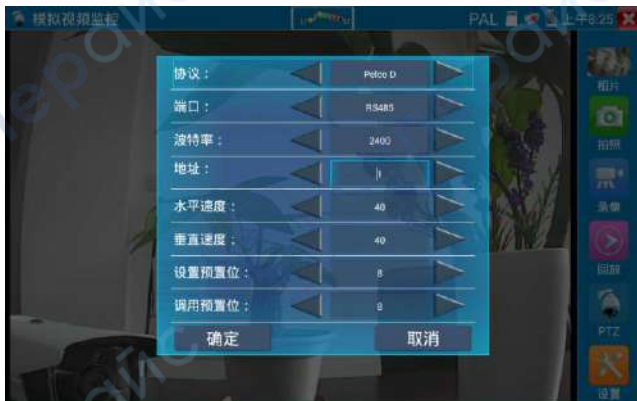 模拟视频监控 PAL 上午8:25
协议： Pelco D
端口： RS485
波特率： 2400
地址： 1
水平速度： 40
垂直速度： 40
设置预置位： 8
调用预置位： 8
确定 取消
相片
拍照
录像
回放
PTZ
设置